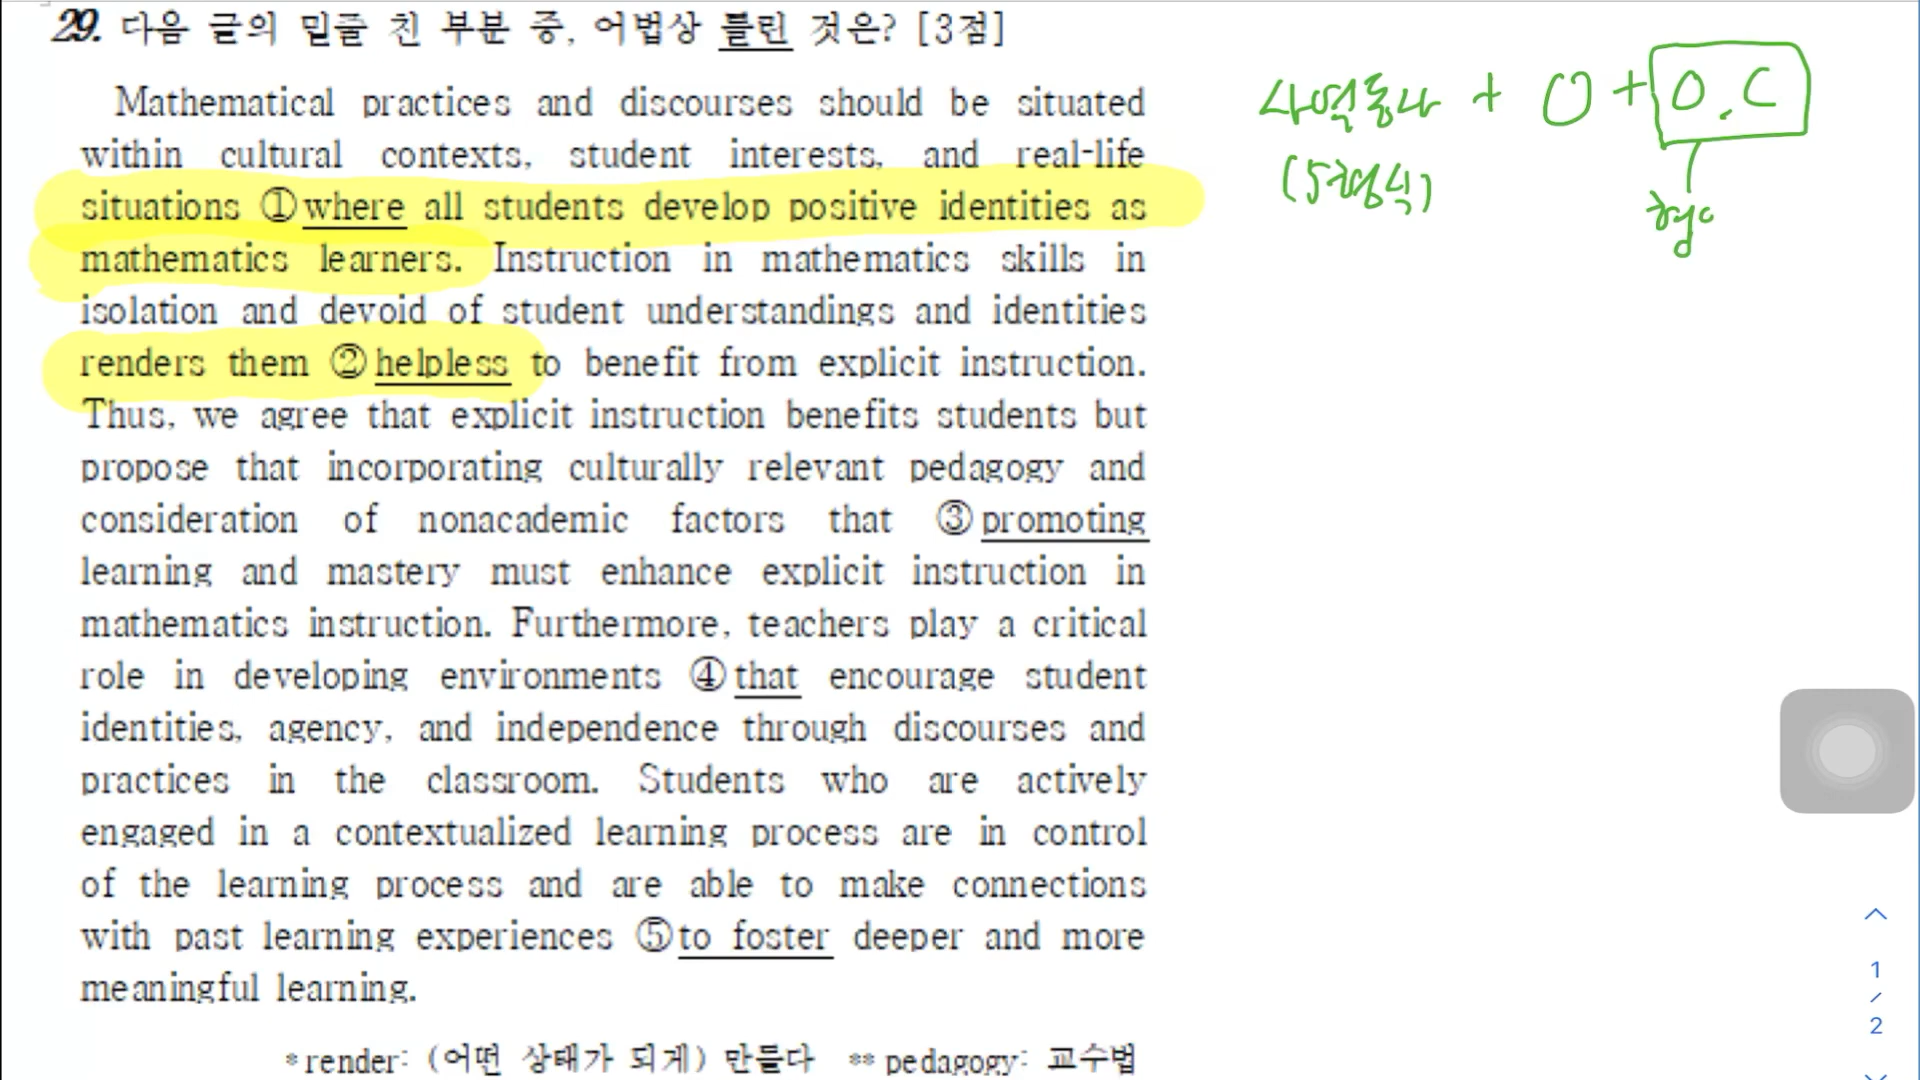 29. 다음 글의 밑줄 친 부분 중, 어법상 틀린 것은? [3점]
Mathematical practices and discourses should be situated
within cultural contexts, student interests, and real-life
situations ①where all students develop positive identities as
mathematics learners. Instruction in mathematics skills in
isolation and devoid of student understandings and identities
renders them ②helpless to benefit from explicit instruction.
Thus, we agree that explicit instruction benefits students but
propose that incorporating culturally relevant pedagogy and
consideration of nonacademic factors that ③promoting
learning and mastery must enhance explicit instruction in
mathematics instruction. Furthermore, teachers play a critical
role in developing environments ④that encourage student
identities, agency, and independence through discourses and
practices in the classroom. Students who are actively
engaged in a contextualized learning process are in control
of the learning process and are able to make connections
with past learning experiences ⑤to foster deeper and more
meaningful learning.
*render: (어떤 상태가 되게) 만들다 **pedagogy: 교수법
사역동사 + O + O.C
(5형식)
1
/
2